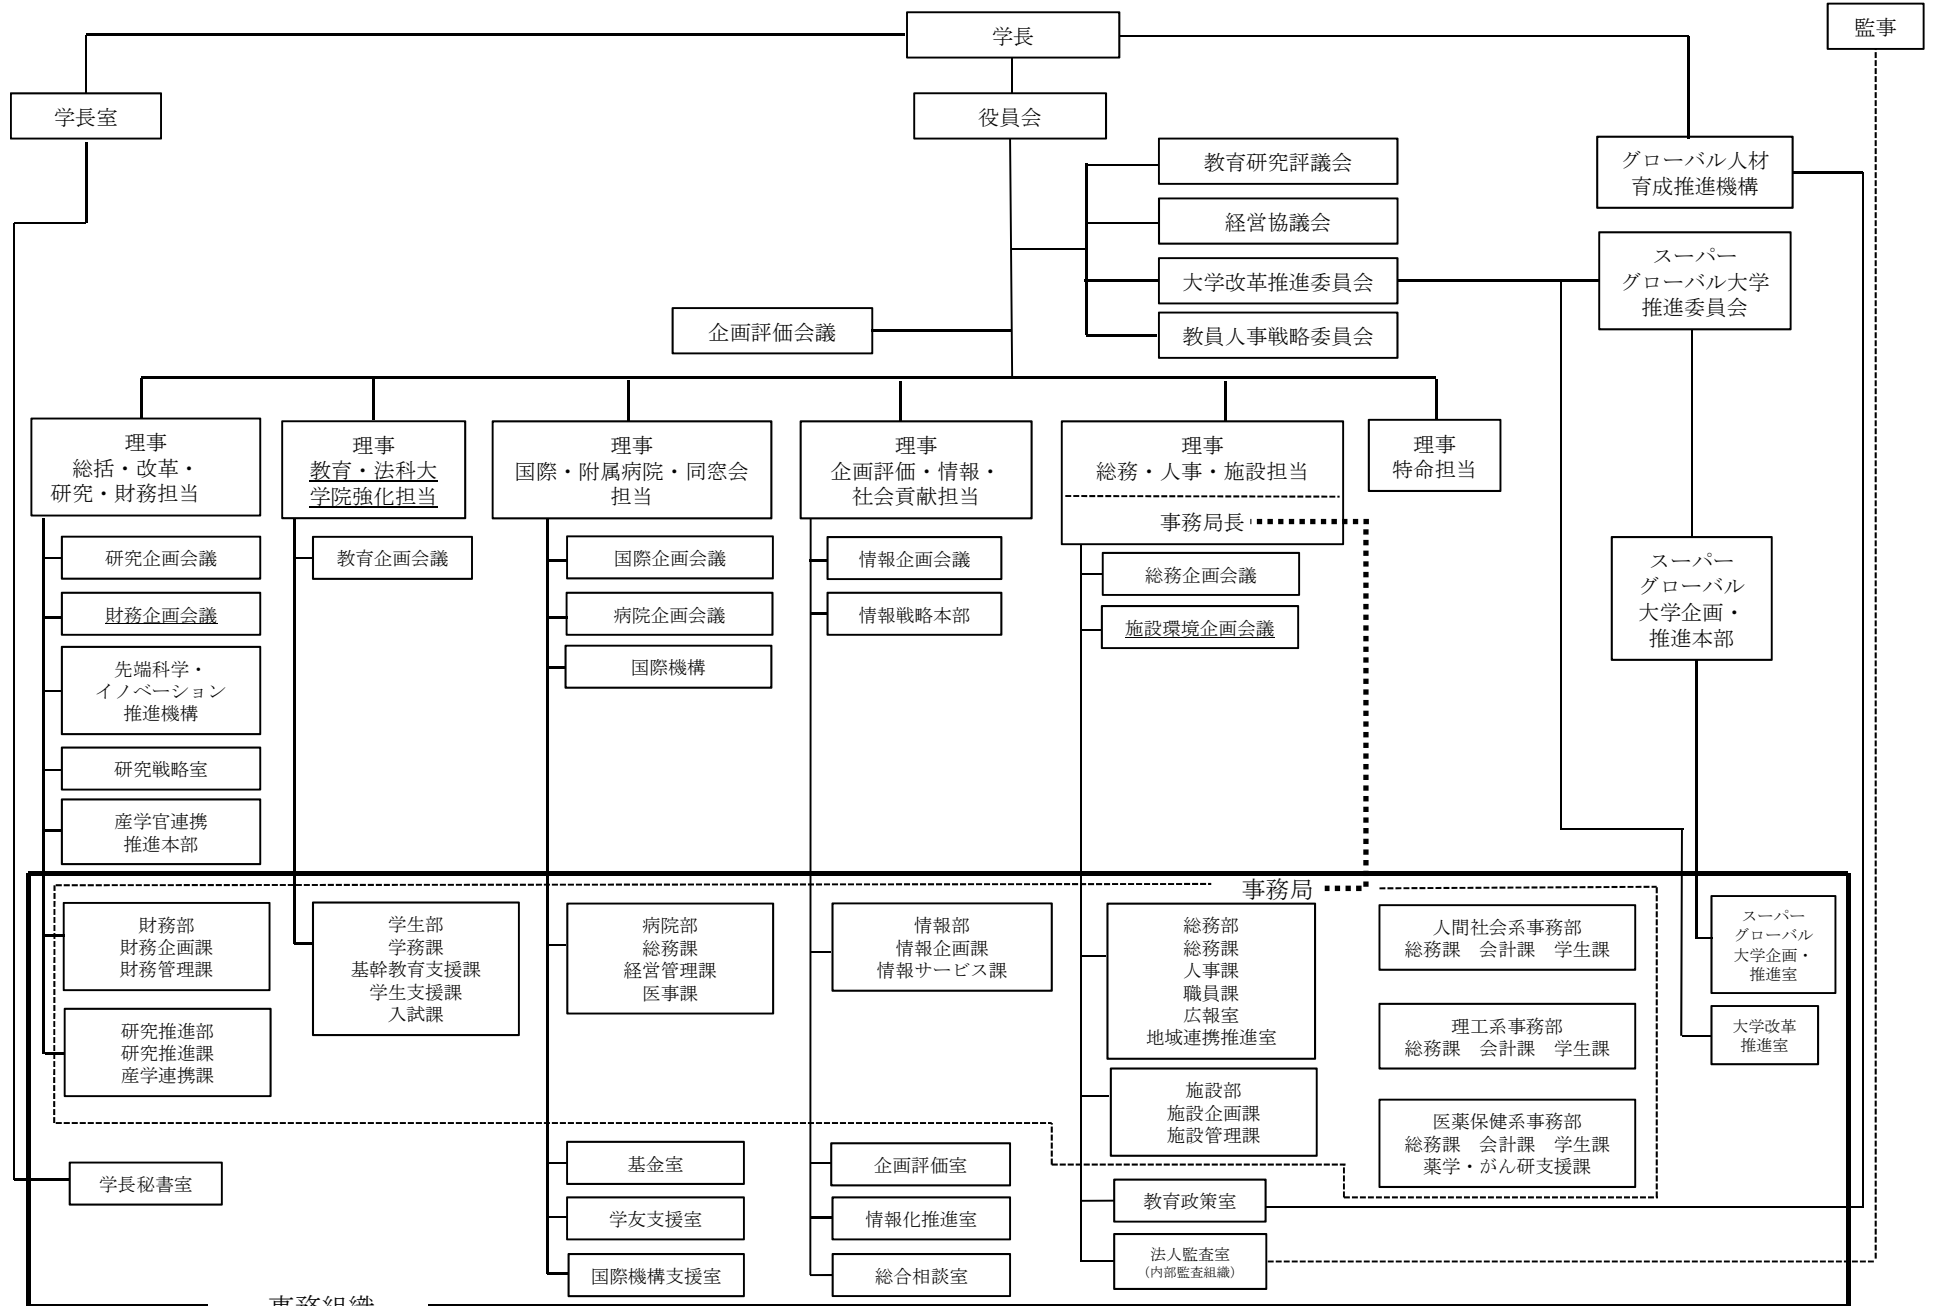 学長
監事
学長室
役員会
教育研究評議会
グローバル人材
育成推進機構
経営協議会
大学改革推進委員会
スーパー
グローバル大学
推進委員会
企画評価会議
教員人事戦略委員会
理事
総括・改革・
研究・財務担当
理事
教育・法科大
学院強化担当
理事
国際・附属病院・同窓会
担当
理事
企画評価・情報・
社会貢献担当
理事
総務・人事・施設担当
事務局長
理事
特命担当
研究企画会議
財務企画会議
先端科学・
イノベーション
推進機構
研究戦略室
産学官連携
推進本部
教育企画会議
国際企画会議
病院企画会議
国際機構
情報企画会議
情報戦略本部
総務企画会議
施設環境企画会議
スーパー
グローバル
大学企画・
推進本部
事務局
財務部
財務企画課
財務管理課
研究推進部
研究推進課
産学連携課
学生部
学務課
基幹教育支援課
学生支援課
入試課
病院部
総務課
経営管理課
医事課
情報部
情報企画課
情報サービス課
総務部
総務課
人事課
職員課
広報室
地域連携推進室
施設部
施設企画課
施設管理課
人間社会系事務部
総務課 会計課 学生課
理工系事務部
総務課 会計課 学生課
医薬保健系事務部
総務課 会計課 学生課
薬学・がん研支援課
スーパー
グローバル
大学企画・
推進室
大学改革
推進室
学長秘書室
基金室
学友支援室
国際機構支援室
企画評価室
情報化推進室
総合相談室
教育政策室
法人監査室
(内部監査組織)
事務組織